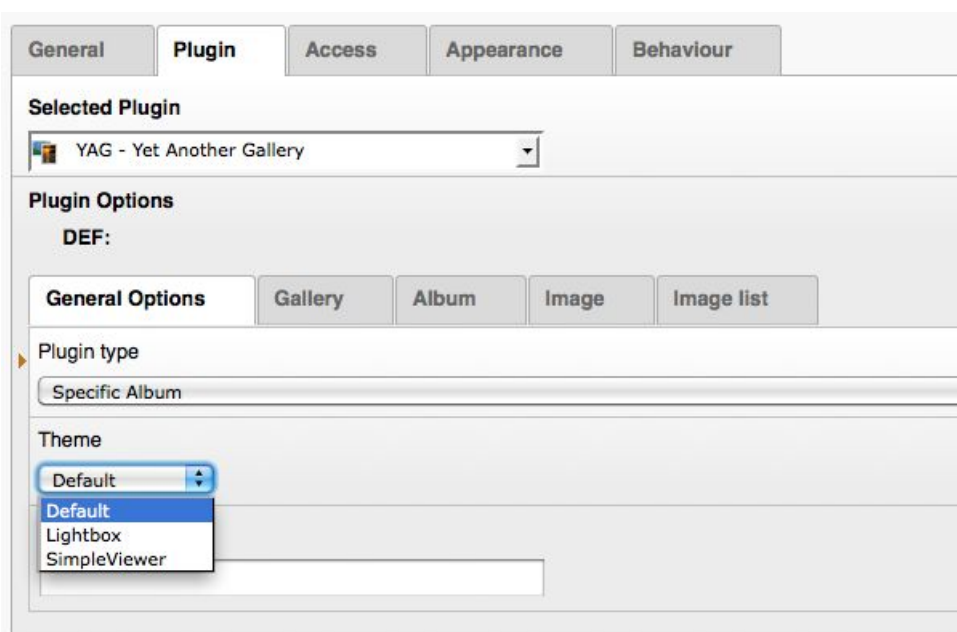 General Plugin Access Appearance Behaviour
Selected Plugin
YAG - Yet Another Gallery
Plugin Options
DEF:
General Options Gallery Album Image Image list
Plugin type
Specific Album
Theme
Default
Default
Lightbox
SimpleViewer